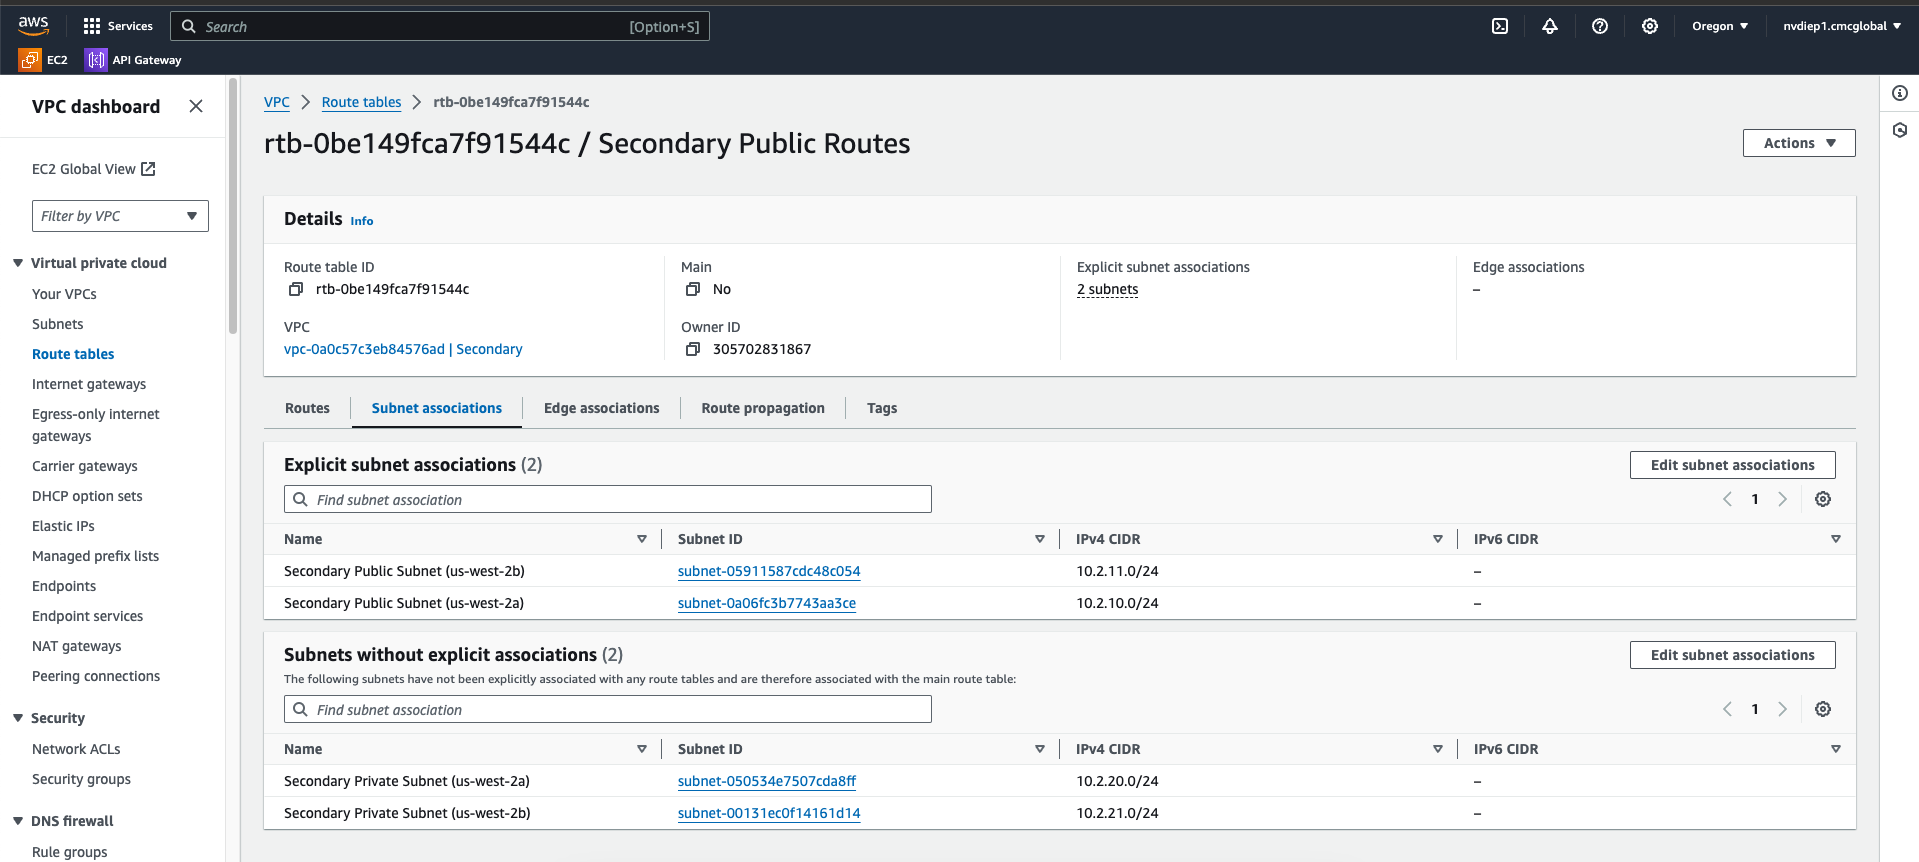 aws
Services
Search
[Option+S]
Oregon
nvdiep1.cmcglobal
EC2
API Gateway
VPC dashboard
EC2 Global View
Filter by VPC
Virtual private cloud
Your VPCs
Subnets
Route tables
Internet gateways
Egress-only internet
gateways
Carrier gateways
DHCP option sets
Elastic IPs
Managed prefix lists
Endpoints
Endpoint services
NAT gateways
Peering connections
Security
Network ACLs
Security groups
DNS firewall
Rule groups
VPC > Route tables > rtb-0be149fca7f91544c
rtb-0be149fca7f91544c / Secondary Public Routes
Actions
Details Info
Route table ID
rtb-0be149fca7f91544c
Main
No
Explicit subnet associations
2 subnets
Edge associations
–
VPC
vpc-0a0c57c3eb84576ad | Secondary
Owner ID
305702831867
Routes
Subnet associations
Edge associations
Route propagation
Tags
Explicit subnet associations (2)
Edit subnet associations
Find subnet association
1
Name Subnet ID IPv4 CIDR IPv6 CIDR
Secondary Public Subnet (us-west-2b) subnet-05911587cdc48c054 10.2.11.0/24 –
Secondary Public Subnet (us-west-2a) subnet-0a06fc3b7743aa3ce 10.2.10.0/24 –
Subnets without explicit associations (2)
Edit subnet associations
The following subnets have not been explicitly associated with any route tables and are therefore associated with the main route table:
Find subnet association
1
Name Subnet ID IPv4 CIDR IPv6 CIDR
Secondary Private Subnet (us-west-2a) subnet-050534e7507cda8ff 10.2.20.0/24 –
Secondary Private Subnet (us-west-2b) subnet-00131ec0f14161d14 10.2.21.0/24 –